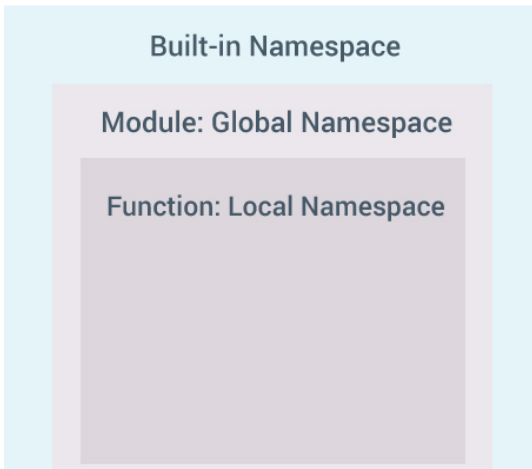 Built-in Namespace
Module: Global Namespace
Function: Local Namespace